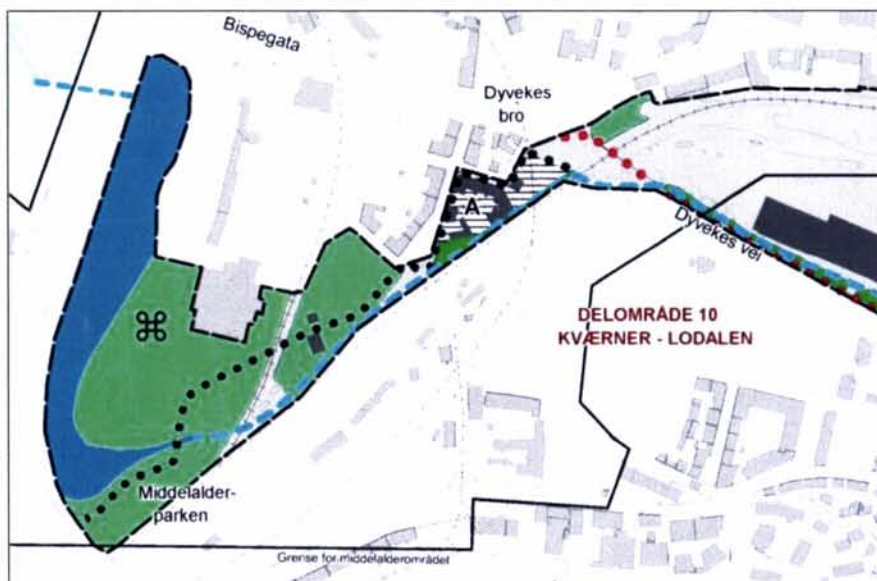 Bispegata
Dyvekes
bro
A
Dyvekes vei
DELOMRÅDE 10
KVÆRNER - LODALEN
Middelalder-
parken
Grense for middelalderområdet